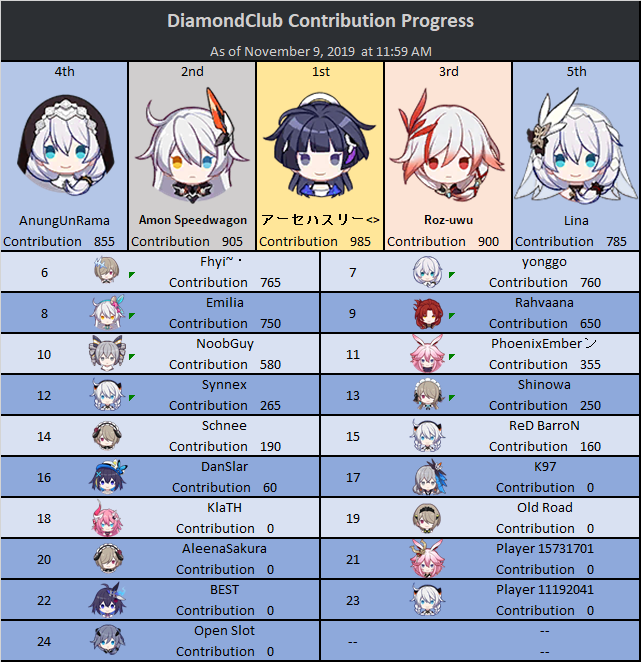 DiamondClub Contribution Progress
As of November 9, 2019 at 11:59 AM
4th 2nd 1st 3rd 5th
AnungUnRama Amon Speedwagon アーセハスリー<> Roz-uwu Lina
Contribution 855 Contribution 905 Contribution 985 Contribution 900 Contribution 785
6 Fhyi~・ Contribution 765
7 yonggo Contribution 760
8 Emilia Contribution 750
9 Rahvaana Contribution 650
10 NoobGuy Contribution 580
11 PhoenixEmberン Contribution 355
12 Synnex Contribution 265
13 Shinowa Contribution 250
14 Schnee Contribution 190
15 ReD BarroN Contribution 160
16 DanSlar Contribution 60
17 K97 Contribution 0
18 KlaTH Contribution 0
19 Old Road Contribution 0
20 AleenaSakura Contribution 0
21 Player 15731701 Contribution 0
22 BEST Contribution 0
23 Player 11192041 Contribution 0
24 Open Slot Contribution 0
-- -- --